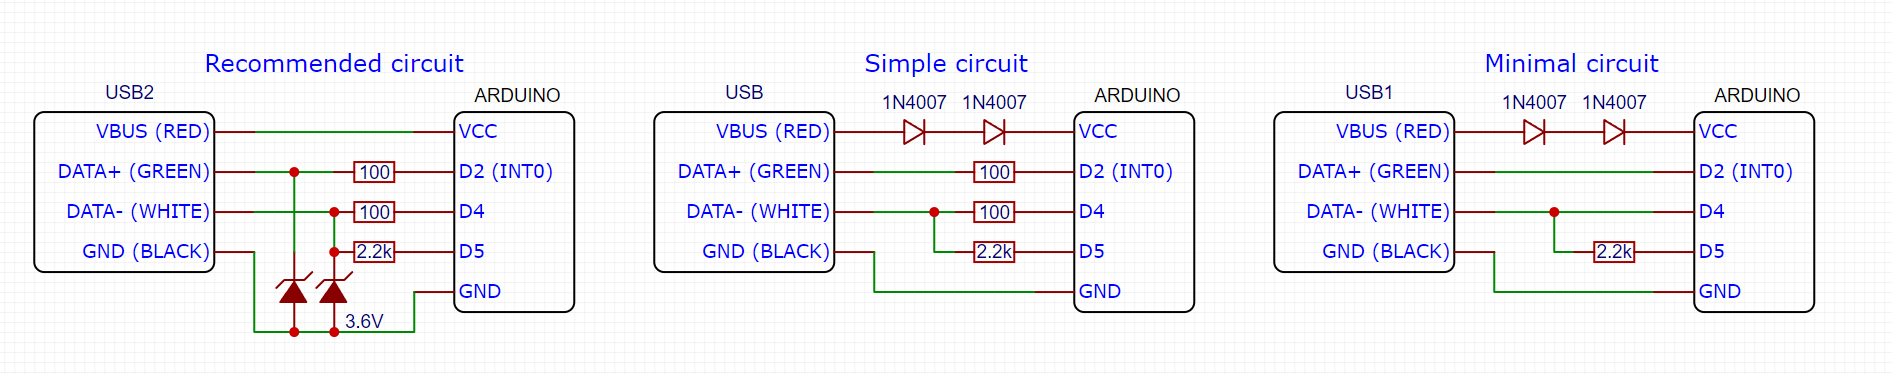 Recommended circuit
USB2
ARDUINO
VBUS (RED)
VCC
DATA+ (GREEN)
100
D2 (INT0)
DATA- (WHITE)
100
D4
GND (BLACK)
2.2k
D5
GND
3.6V
Simple circuit
USB
1N4007
1N4007
ARDUINO
VBUS (RED)
VCC
DATA+ (GREEN)
100
D2 (INT0)
DATA- (WHITE)
100
D4
GND (BLACK)
2.2k
D5
GND
Minimal circuit
USB1
1N4007
1N4007
ARDUINO
VBUS (RED)
VCC
DATA+ (GREEN)
D2 (INT0)
DATA- (WHITE)
D4
GND (BLACK)
2.2k
D5
GND